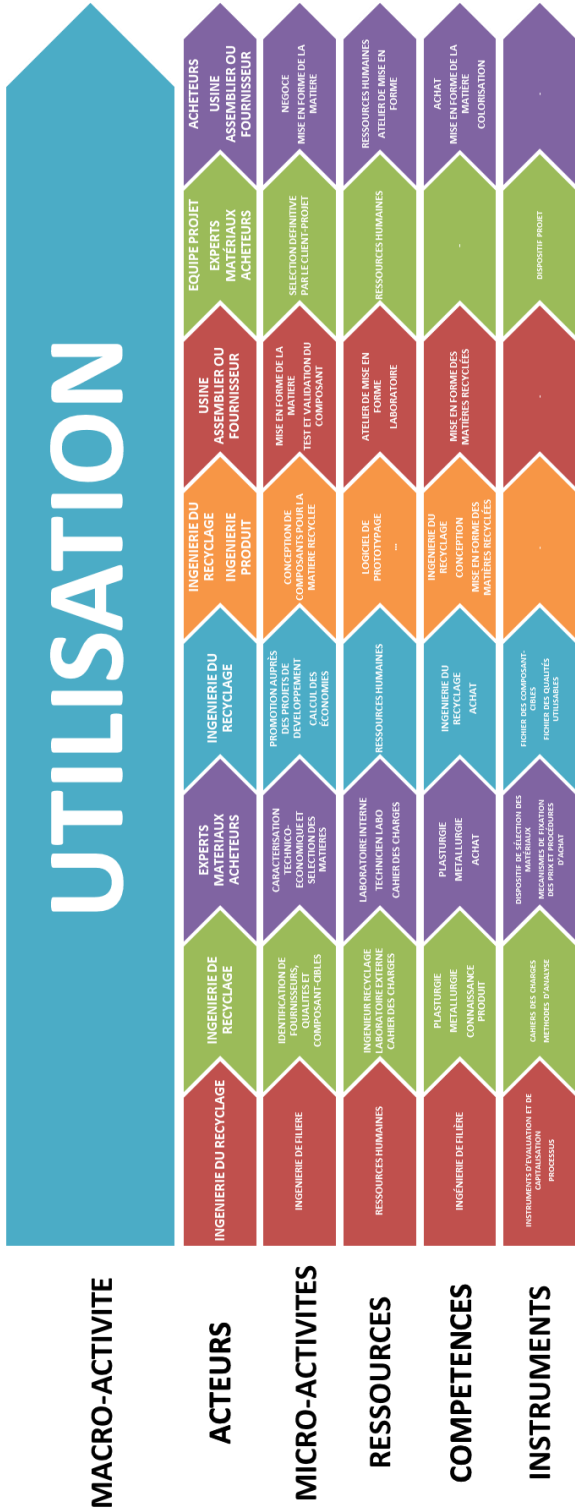 MACRO-ACTIVITE
UTILISATION
ACTEURS
INGENIERIE DU RECYCLAGE
INGENIERIE DE
RECYCLAGE
EXPERTS
MATERIAUX
ACHETEURS
INGENIERIE DU
RECYCLAGE
INGENIERIE DU
RECYCLAGE
INGENIERIE
PRODUIT
USINE
ASSEMBLIER OU
FOURNISSEUR
EQUIPE PROJET
EXPERTS
MATÉRIAUX
ACHETEURS
ACHETEURS
USINE
ASSEMBLIER OU
FOURNISSEUR
MICRO-ACTIVITES
INGENIERIE DE FILIERE
IDENTIFICATION DE
FOURNISSEURS,
QUALITES ET
COMPOSANT-CIBLES
CARACTERISATION
TECHNICO-
ECONOMIQUE ET
SELECTION DES
MATIERES
PROMOTION AUPRÈS
DES PROJETS DE
DEVELOPPEMENT
CALCUL DES
ÉCONOMIES
CONCEPTION DE
COMPOSANTS POUR LA
MATIERE RECYCLEE
MISE EN FORME DE LA
MATIERE
TEST ET VALIDATION DU
COMPOSANT
SELECTION DEFINITIVE
PAR LE CLIENT-PROJET
NEGOCE
MISE EN FORME DE LA
MATIERE
RESSOURCES
RESSOURCES HUMAINES
INGENIEUR RECYCLAGE
LABORATOIRE EXTERNE
CAHIER DES CHARGES
LABORATOIRE INTERNE
TECHNICIEN LABO
CAHIER DES CHARGES
RESSOURCES HUMAINES
LOGICIEL DE
PROTOTYPAGE
...
ATELIER DE MISE EN
FORME
LABORATOIRE
RESSOURCES HUMAINES
RESSOURCES HUMAINES
ATELIER DE MISE EN
FORME
COMPETENCES
INGÉNIERIE DE FILIÈRE
PLASTURGIE
METALLURGIE
CONNAISSANCE
PRODUIT
PLASTURGIE
METALLURGIE
ACHAT
INGENIERIE DU
RECYCLAGE
ACHAT
INGENIERIE DU
RECYCLAGE
CONCEPTION
MISE EN FORME DES
MATIÈRES RECYCLÉES
MISE EN FORME DES
MATIÈRES RECYCLÉES
-
ACHAT
MISE EN FORME DE LA
MATIÈRE
COLORISATION
INSTRUMENTS
INSTRUMENTS D'EVALUATION ET DE
CAPITALISATION
PROCESSUS
CAHIERS DES CHARGES
METHODES D'ANALYSE
DISPOSITIF DE SÉLECTION DES
MATÉRIAUX
MECANISMES DE FIXATION
DES PRIX ET PROCÉDURES
D'ACHAT
FICHIER DES COMPOSANT-
CIBLES
FICHIER DES QUALITÉS
UTILISABLES
-
-
DISPOSITIF PROJET
-